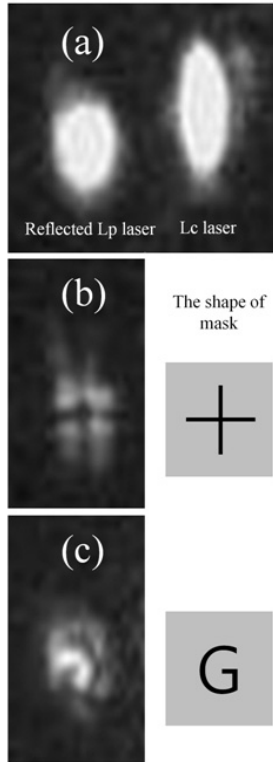 (a)
Reflected Lp laser
Lc laser
(b)
The shape of
mask
(c)
G